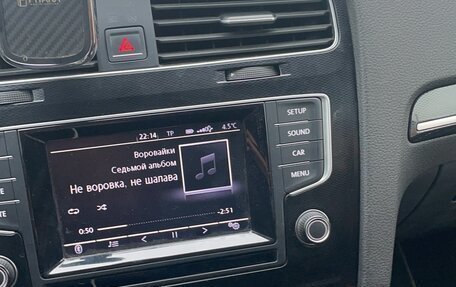 22:14 TP 4.5°C
Воровайки
Седьмой альбом
Не воровка, не шалава
0:50 -2:51
SETUP
SOUND
CAR
MENU
TE